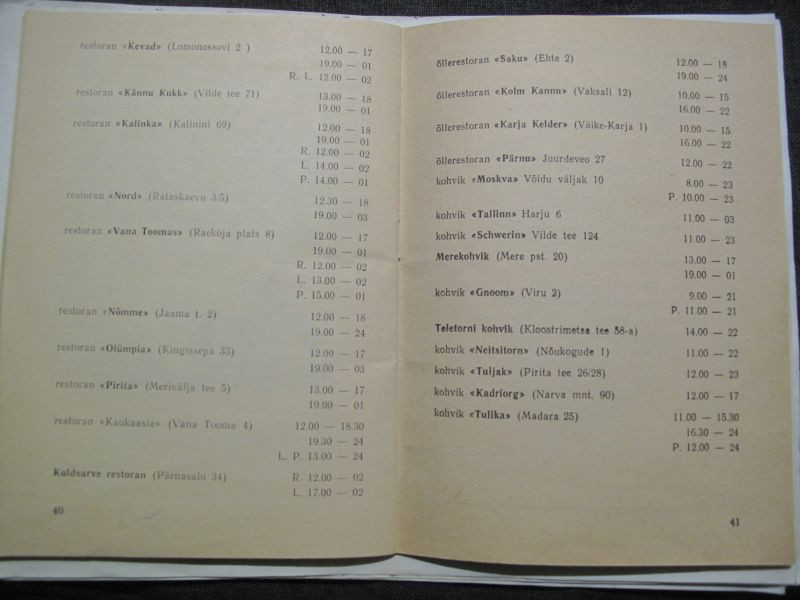 restoran «Kevad» (Lomonossovi 2 ) 12.00 — 17
19.00 — 01
R. L. 12.00 — 02
restoran «Kännu Kukk» (Vilde tee 71) 13.00 — 18
19.00 — 01
restoran «Kalinka» (Kalinini 69) 12.00 — 18
19.00 — 01
R. 12.00 — 02
L. 14.00 — 02
P. 14.00 — 01
restoran «Nord» (Rataskaevu 3/5) 12.30 — 18
19.00 — 03
restoran «Vana Toomas» (Raekoja plats 8) 12.00 — 17
19.00 — 01
R. 12.00 — 02
L. 13.00 — 02
P. 15.00 — 01
restoran «Nõmme» (Jaama t. 2) 12.00 — 18
19.00 — 24
restoran «Olümpia» (Kingissepa 33) 12.00 — 17
19.00 — 03
restoran «Pirita» (Merivälja tee 5) 13.00 — 17
19.00 — 01
restoran «Kaukaasia» (Vana Tooma 4) 12.00 — 18.30
19.30 — 24
L. P. 13.00 — 24
Kuldsarve restoran (Pärnasalu 34) R. 12.00 — 02
L. 17.00 — 02
40
õllerestoran «Saku» (Ehte 2) 12.00 — 18
19.00 — 24
õllerestoran «Kolm Kannu» (Vaksali 12) 10.00 — 15
16.00 — 22
õllerestoran «Karja Kelder» (Väike-Karja 1) 10.00 — 15
16.00 — 22
õllerestoran «Pärnu» Juurdeveo 27 12.00 — 22
kohvik «Moskva» Võidu väljak 10 8.00 — 23
P. 10.00 — 23
kohvik «Tallinn» Harju 6 11.00 — 03
kohvik «Schwerin» Vilde tee 124 11.00 — 23
Merekohvik (Mere pst. 20) 13.00 — 17
19.00 — 01
kohvik «Gnoom» (Viru 2) 9.00 — 21
P. 11.00 — 21
Teletorni kohvik (Kloostrimetsa tee 58-a) 14.00 — 22
kohvik «Neitsitorn» (Nõukogude 1) 11.00 — 22
kohvik «Tuljak» (Pirita tee 26/28) 12.00 — 23
kohvik «Kadriorg» (Narva mnt. 90) 12.00 — 17
kohvik «Tulika» (Madara 25) 11.00 — 15.30
16.30 — 24
P. 12.00 — 24
41